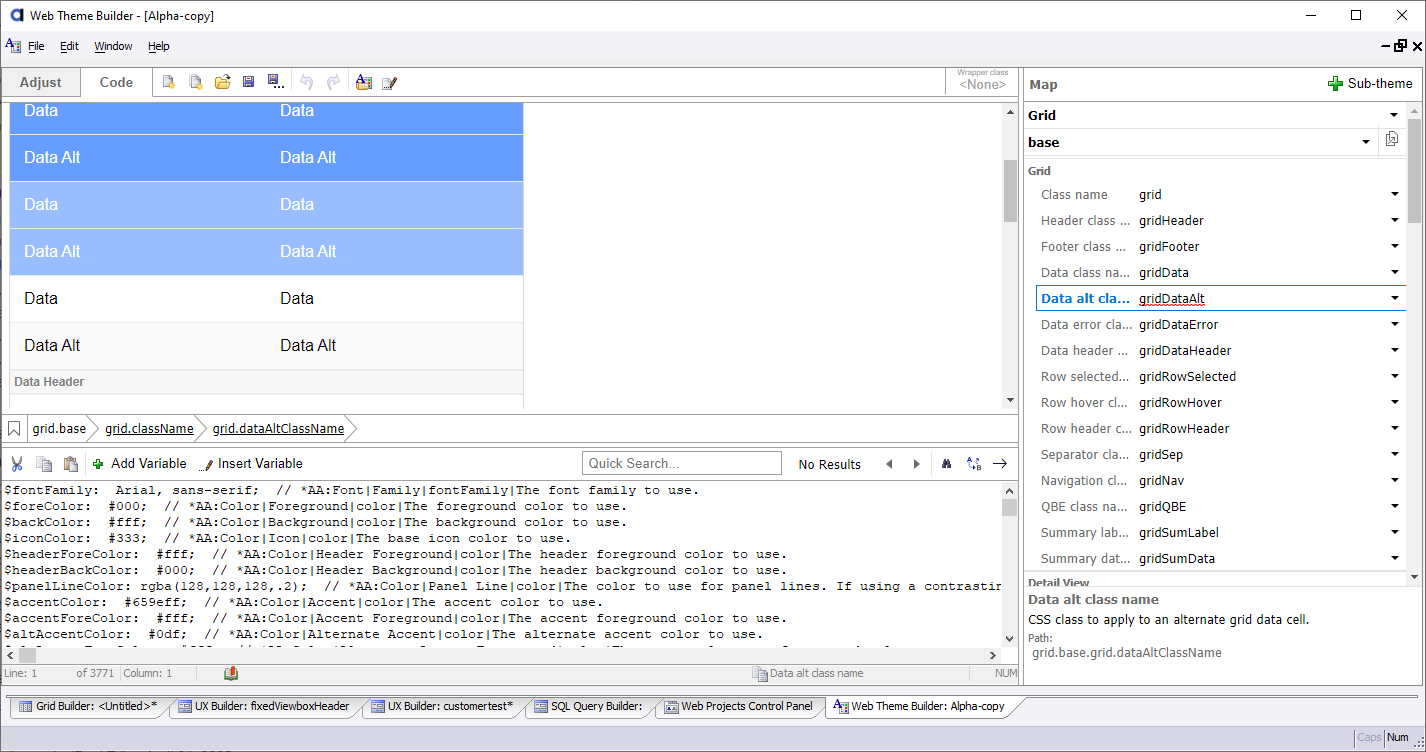 Web Theme Builder - [Alpha-copy]
File Edit Window Help
Adjust Code
Wrapper class
<None>
Data Data
Data Alt Data Alt
Data Data
Data Alt Data Alt
Data Data
Data Alt Data Alt
Data Header
grid.base grid.className grid.dataAltClassName
Add Variable Insert Variable Quick Search... No Results
$fontFamily:  Arial, sans-serif;  // *AA:Font|Family|fontFamily|The font family to use.
$foreColor:  #000;  // *AA:Color|Foreground|color|The foreground color to use.
$backColor:  #fff;  // *AA:Color|Background|color|The background color to use.
$iconColor:  #333;  // *AA:Color|Icon|color|The base icon color to use.
$headerForeColor:  #fff;  // *AA:Color|Header Foreground|color|The header foreground color to use.
$headerBackColor:  #000;  // *AA:Color|Header Background|color|The header background color to use.
$panelLineColor: rgba(128,128,128,.2);  // *AA:Color|Panel Line|color|The color to use for panel lines. If using a contrastin
$accentColor:  #659eff;  // *AA:Color|Accent|color|The accent color to use.
$accentForeColor:  #fff;  // *AA:Color|Accent Foreground|color|The accent foreground color to use.
$altAccentColor:  #0df;  // *AA:Color|Alternate Accent|color|The alternate accent color to use.
Line: 1 of 3771 Column: 1 Data alt class name NUM
Map Sub-theme
Grid
base
Grid
Class name grid
Header class ... gridHeader
Footer class ... gridFooter
Data class na... gridData
Data alt cla... gridDataAlt
Data error cla... gridDataError
Data header ... gridDataHeader
Row selected... gridRowSelected
Row hover cl... gridRowHover
Row header c... gridRowHeader
Separator clas... gridSep
Navigation cl... gridNav
QBE class na... gridQBE
Summary lab... gridSumLabel
Summary dat... gridSumData
Detail View
Data alt class name
CSS class to apply to an alternate grid data cell.
Path:
grid.base.grid.dataAltClassName
Grid Builder: <Untitled>* UX Builder: fixedViewboxHeader UX Builder: customertest* SQL Query Builder: Web Projects Control Panel Web Theme Builder: Alpha-copy
Caps Num